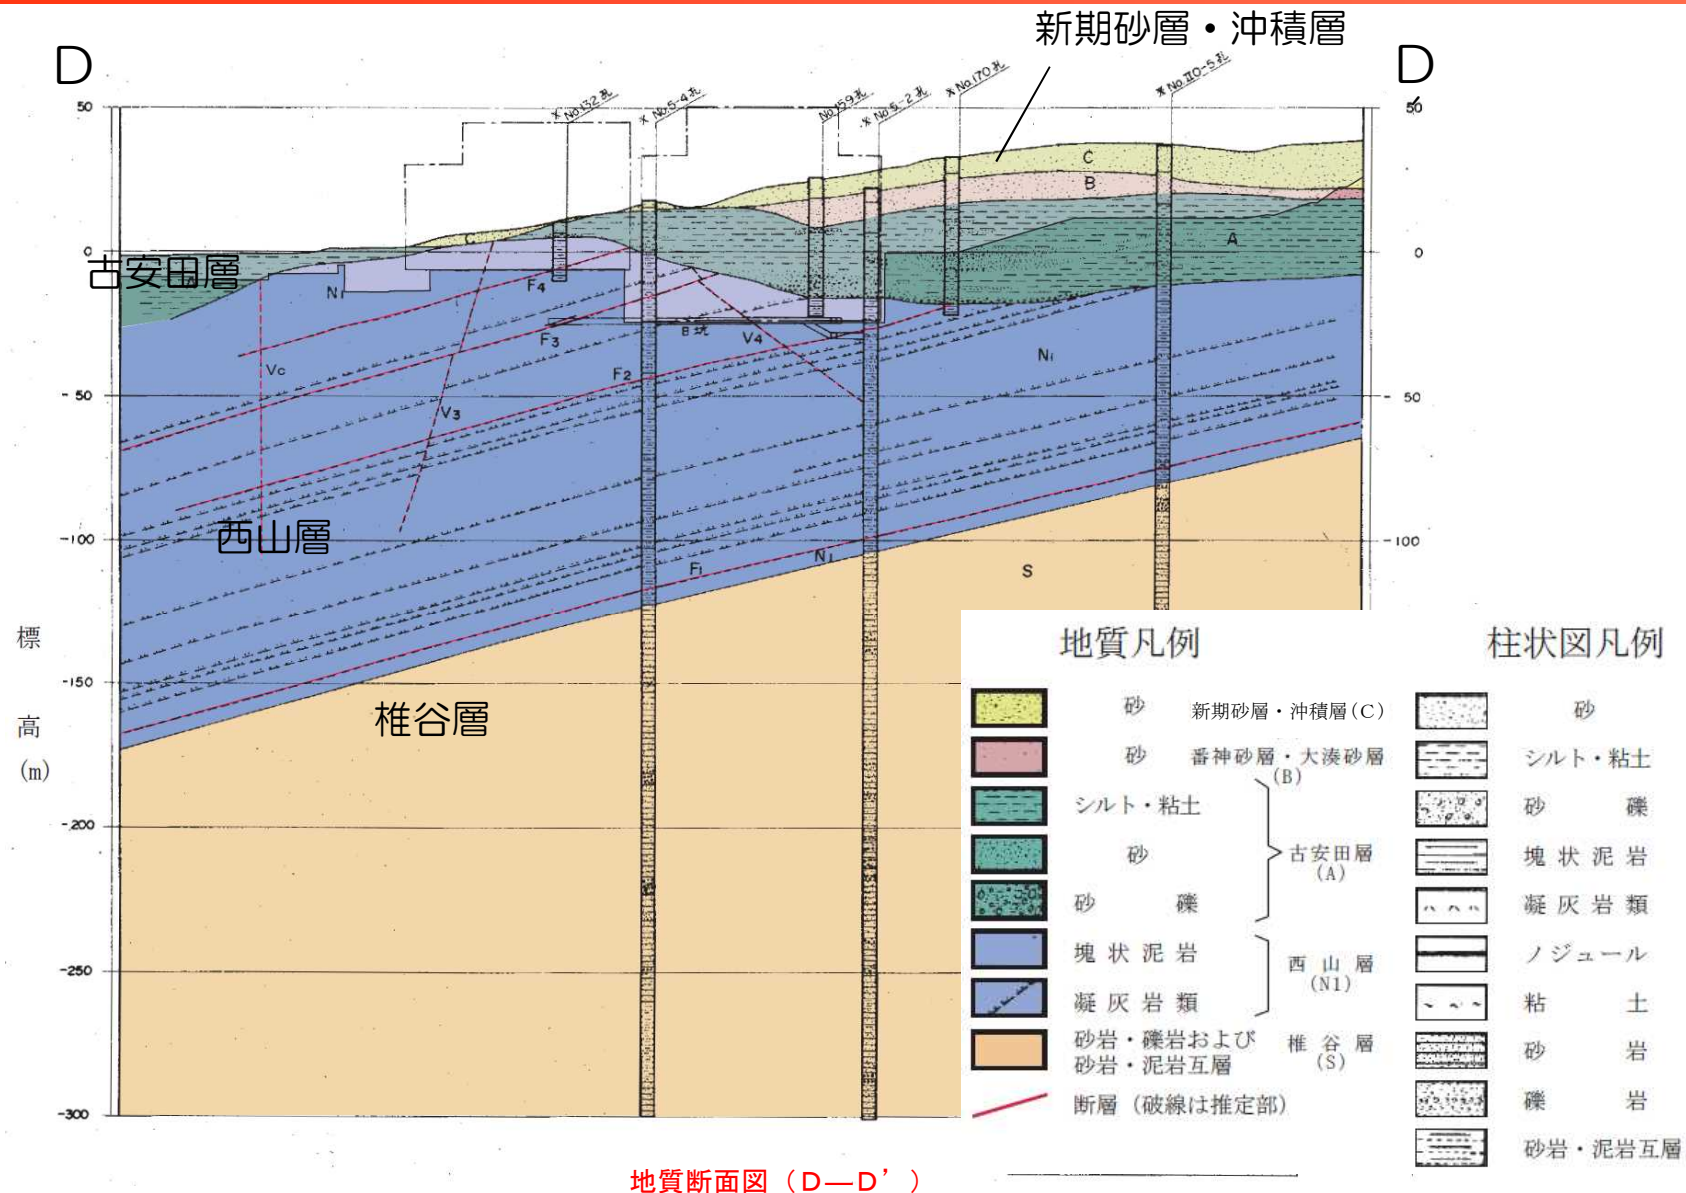 新期砂層・沖積層
D
D
※ No.132孔
※ No.5-4孔
No.159孔
※ No.5-2孔
※ No.170孔
※ No.110-5孔
50
50
C
B
C
A
0
0
古安田層
N1
F4
F3
B坑
V4
N1
Vc
F2
V3
-50
-50
西山層
-100
-100
F1
N1
S
標
高
(m)
-150
椎谷層
-200
-250
-300
地質凡例
砂 新期砂層・沖積層(C)
砂 番神砂層・大湊砂層
(B)
シルト・粘土
砂
古安田層
(A)
砂 礫
塊状泥岩
西山層
(N1)
凝灰岩類
砂岩・礫岩および
砂岩・泥岩互層
椎谷層
(S)
断層（破線は推定部）
柱状図凡例
砂
シルト・粘土
砂 礫
塊状泥岩
凝灰岩類
ノジュール
粘 土
砂 岩
礫 岩
砂岩・泥岩互層
地質断面図（D—D’）